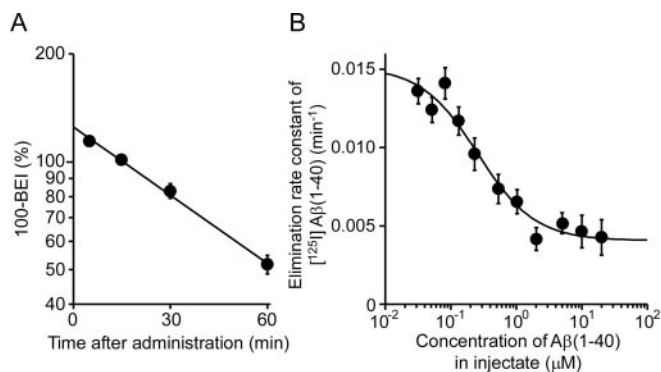 A
200
100
90
80
70
60
50
40
100-BEI (%)
0
30
60
Time after administration (min)
B
0.015
0.010
0.005
0
Elimination rate constant of
[¹²⁵I] Aβ(1-40) (min⁻¹)
10⁻² 10⁻¹ 10⁰ 10¹ 10²
Concentration of Aβ(1-40)
in injectate (μM)